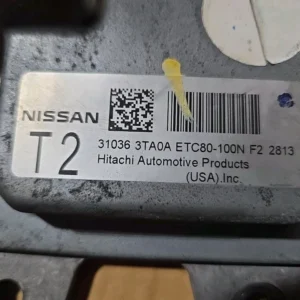 NISSAN
T2
31036 3TA0A ETC80-100N F2 2813
Hitachi Automotive Products
(USA).Inc.